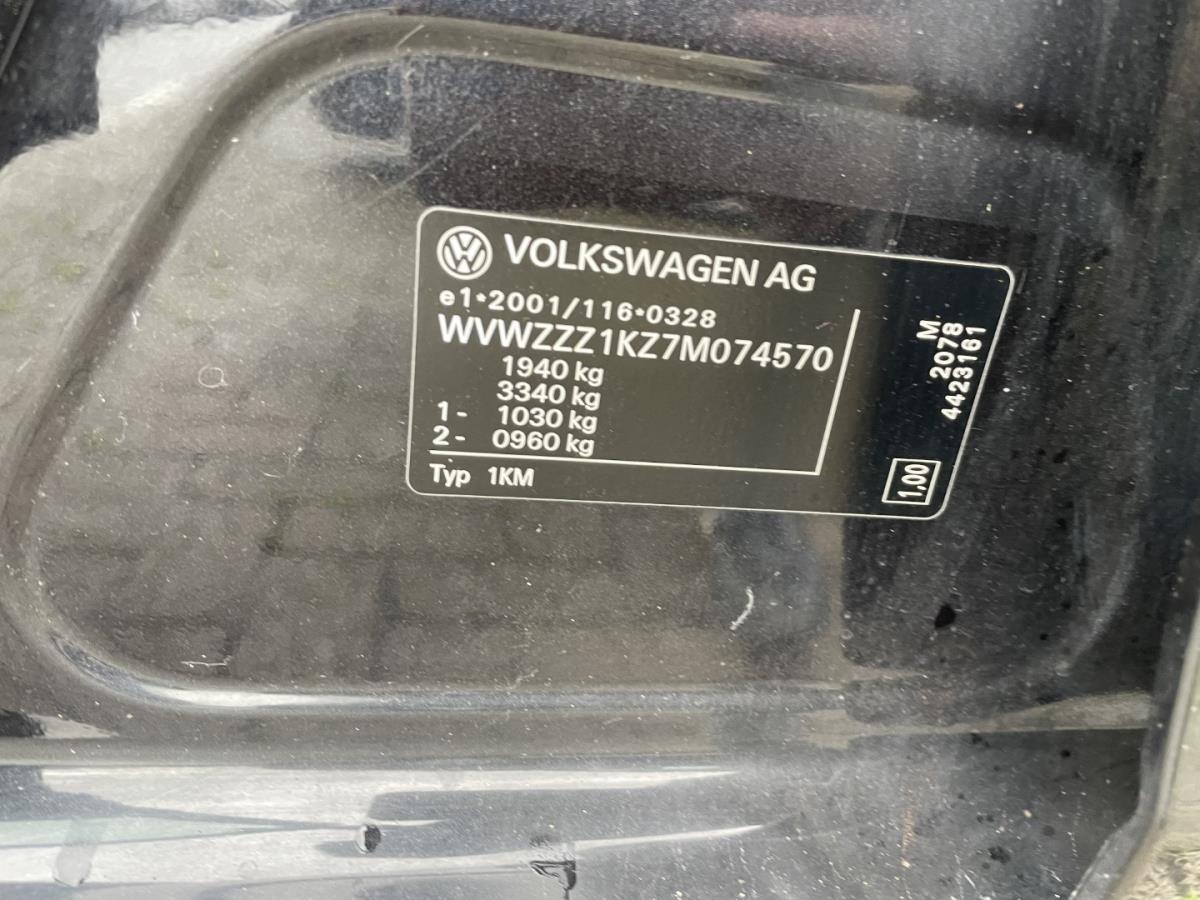 VOLKSWAGEN AG
e1*2001/116*0328
WVWZZZ1KZ7M074570
1940 kg
3340 kg
1- 1030 kg
2- 0960 kg
Typ 1KM
M
2078
4423161
1,00